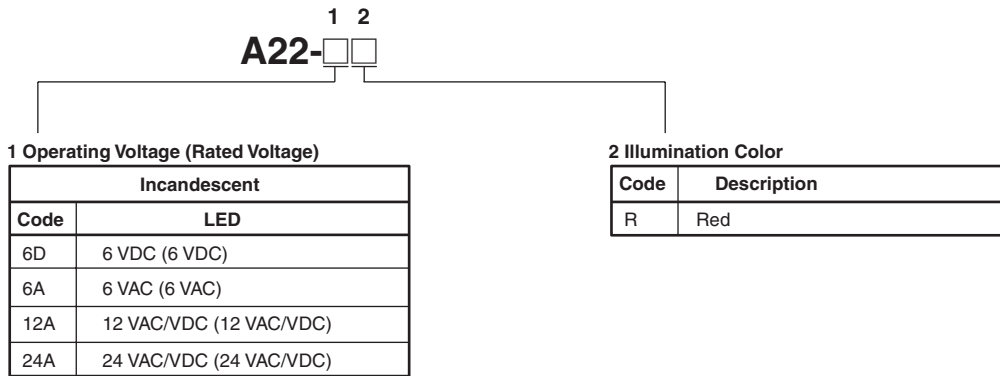 1 2
A22-
1 Operating Voltage (Rated Voltage)
Incandescent
Code LED
6D 6 VDC (6 VDC)
6A 6 VAC (6 VAC)
12A 12 VAC/VDC (12 VAC/VDC)
24A 24 VAC/VDC (24 VAC/VDC)
2 Illumination Color
Code Description
R Red